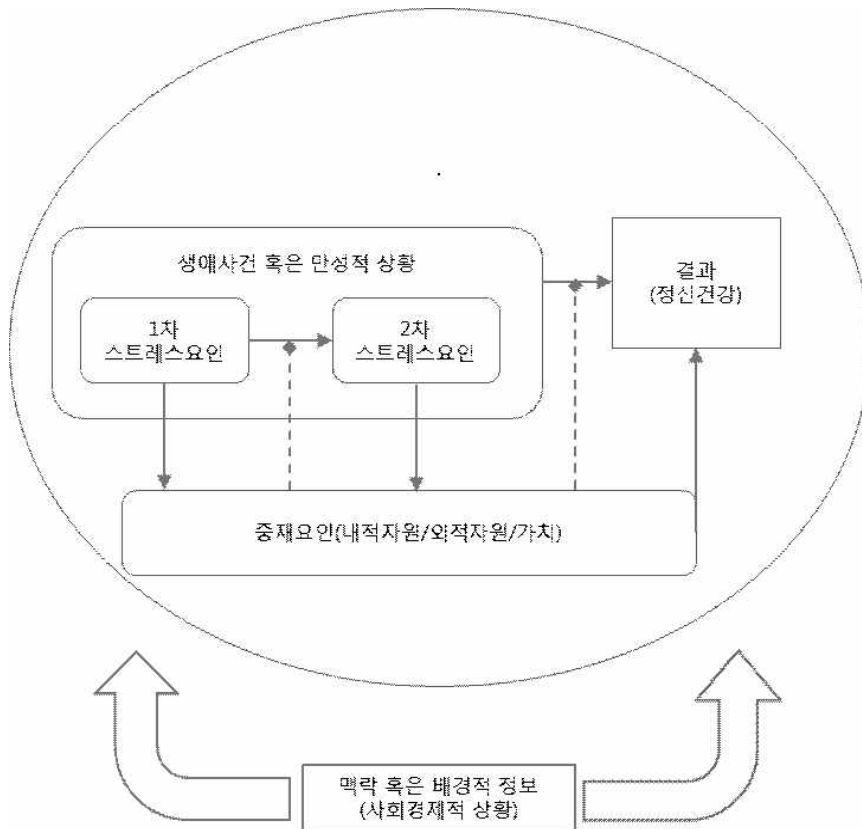 생애사건 혹은 만성적 상황
1차
스트레스요인
2차
스트레스요인
결과
(정신건강)
중재요인(내적자원/외적자원/가치)
맥락 혹은 배경적 정보
(사회경제적 상황)